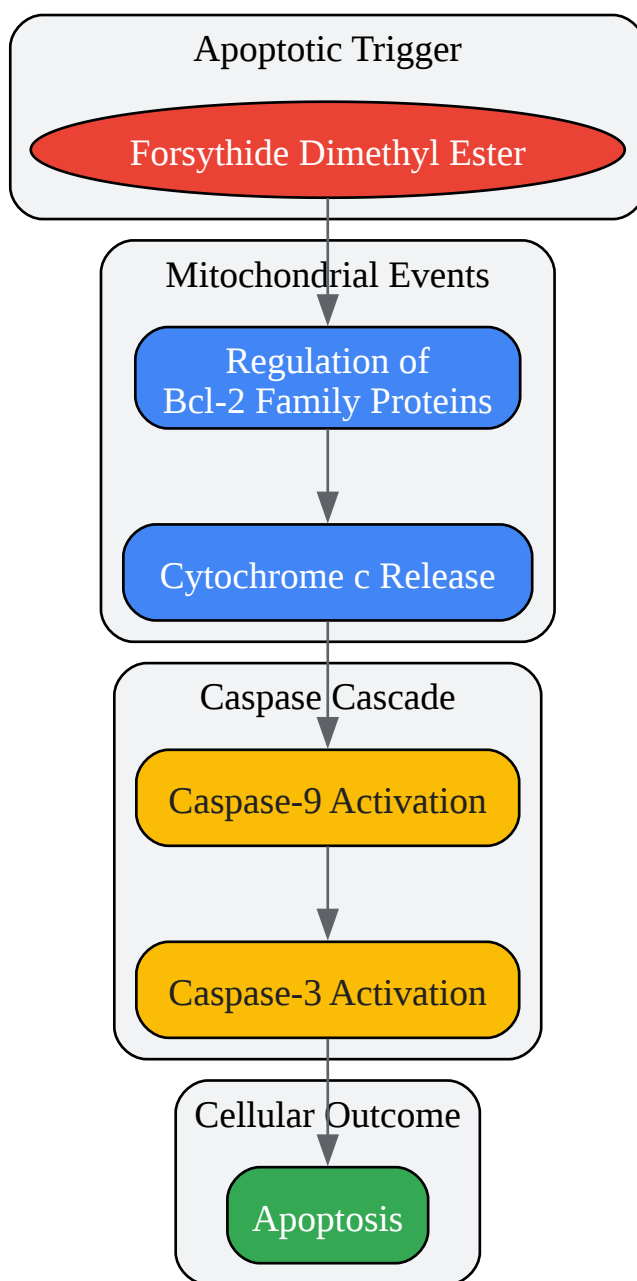 Apoptotic Trigger
Forsythide Dimethyl Ester
Mitochondrial Events
Regulation of
Bcl-2 Family Proteins
Cytochrome c Release
Caspase Cascade
Caspase-9 Activation
Caspase-3 Activation
Cellular Outcome
Apoptosis